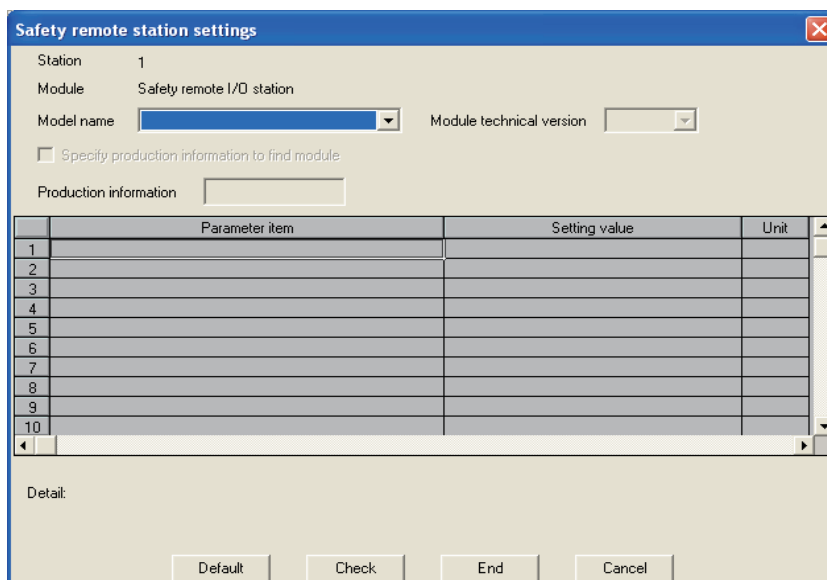 Safety remote station settings
Station 1
Module Safety remote I/O station
Model name Module technical version
Specify production information to find module
Production information
Parameter item Setting value Unit
1
2
3
4
5
6
7
8
9
10
Detail:
Default Check End Cancel